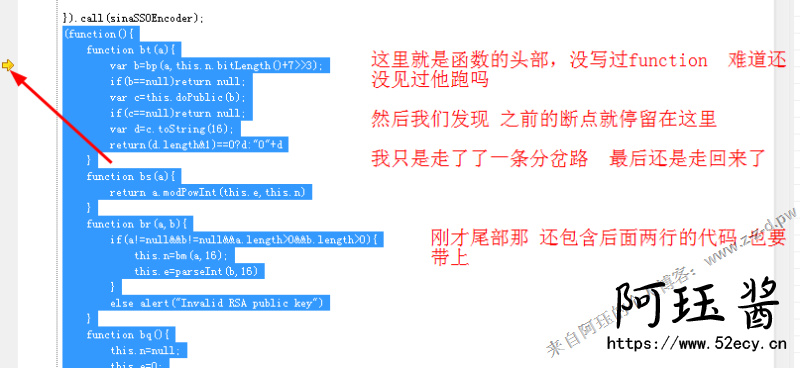 }).call(sinaSSOEncoder);
(function(){
function bt(a){
var b=bp(a,this.n.bitLength()+7>>3);
if(b==null)return null;
var c=this.doPublic(b);
if(c==null)return null;
var d=c.toString(16);
return(d.length&1)==0?d:"0"+d
}
function bs(a){
return a.modPowInt(this.e,this.n)
}
function br(a,b){
if(a!=null&&b!=null&&a.length>0&&b.length>0){
this.n=bm(a,16);
this.e=parseInt(b,16)
}
else alert("Invalid RSA public key")
}
function bq(){
this.n=null;
this.e=0;
这里就是函数的头部，没写过function 难道还
没见过他跑吗
然后我们发现 之前的断点就停留在这里
我只是走了了一条分岔路 最后还是走回来了
刚才尾部那 还包含后面两行的代码 也要
带上
来自阿珏的
博客：www.
阿珏酱
https://www.52ecy.cn